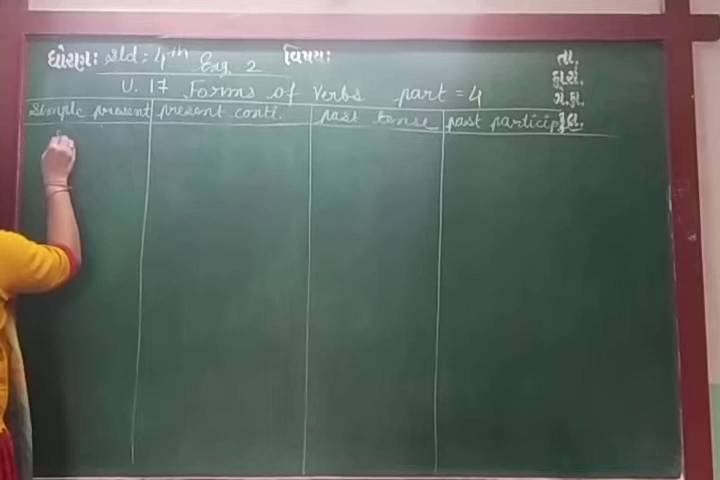 ધોરણ: std: 4th Eng. 2 વિષય: તા.
U. 17 Forms of Verbs part = 4
Simple present present conti. past tense past particip